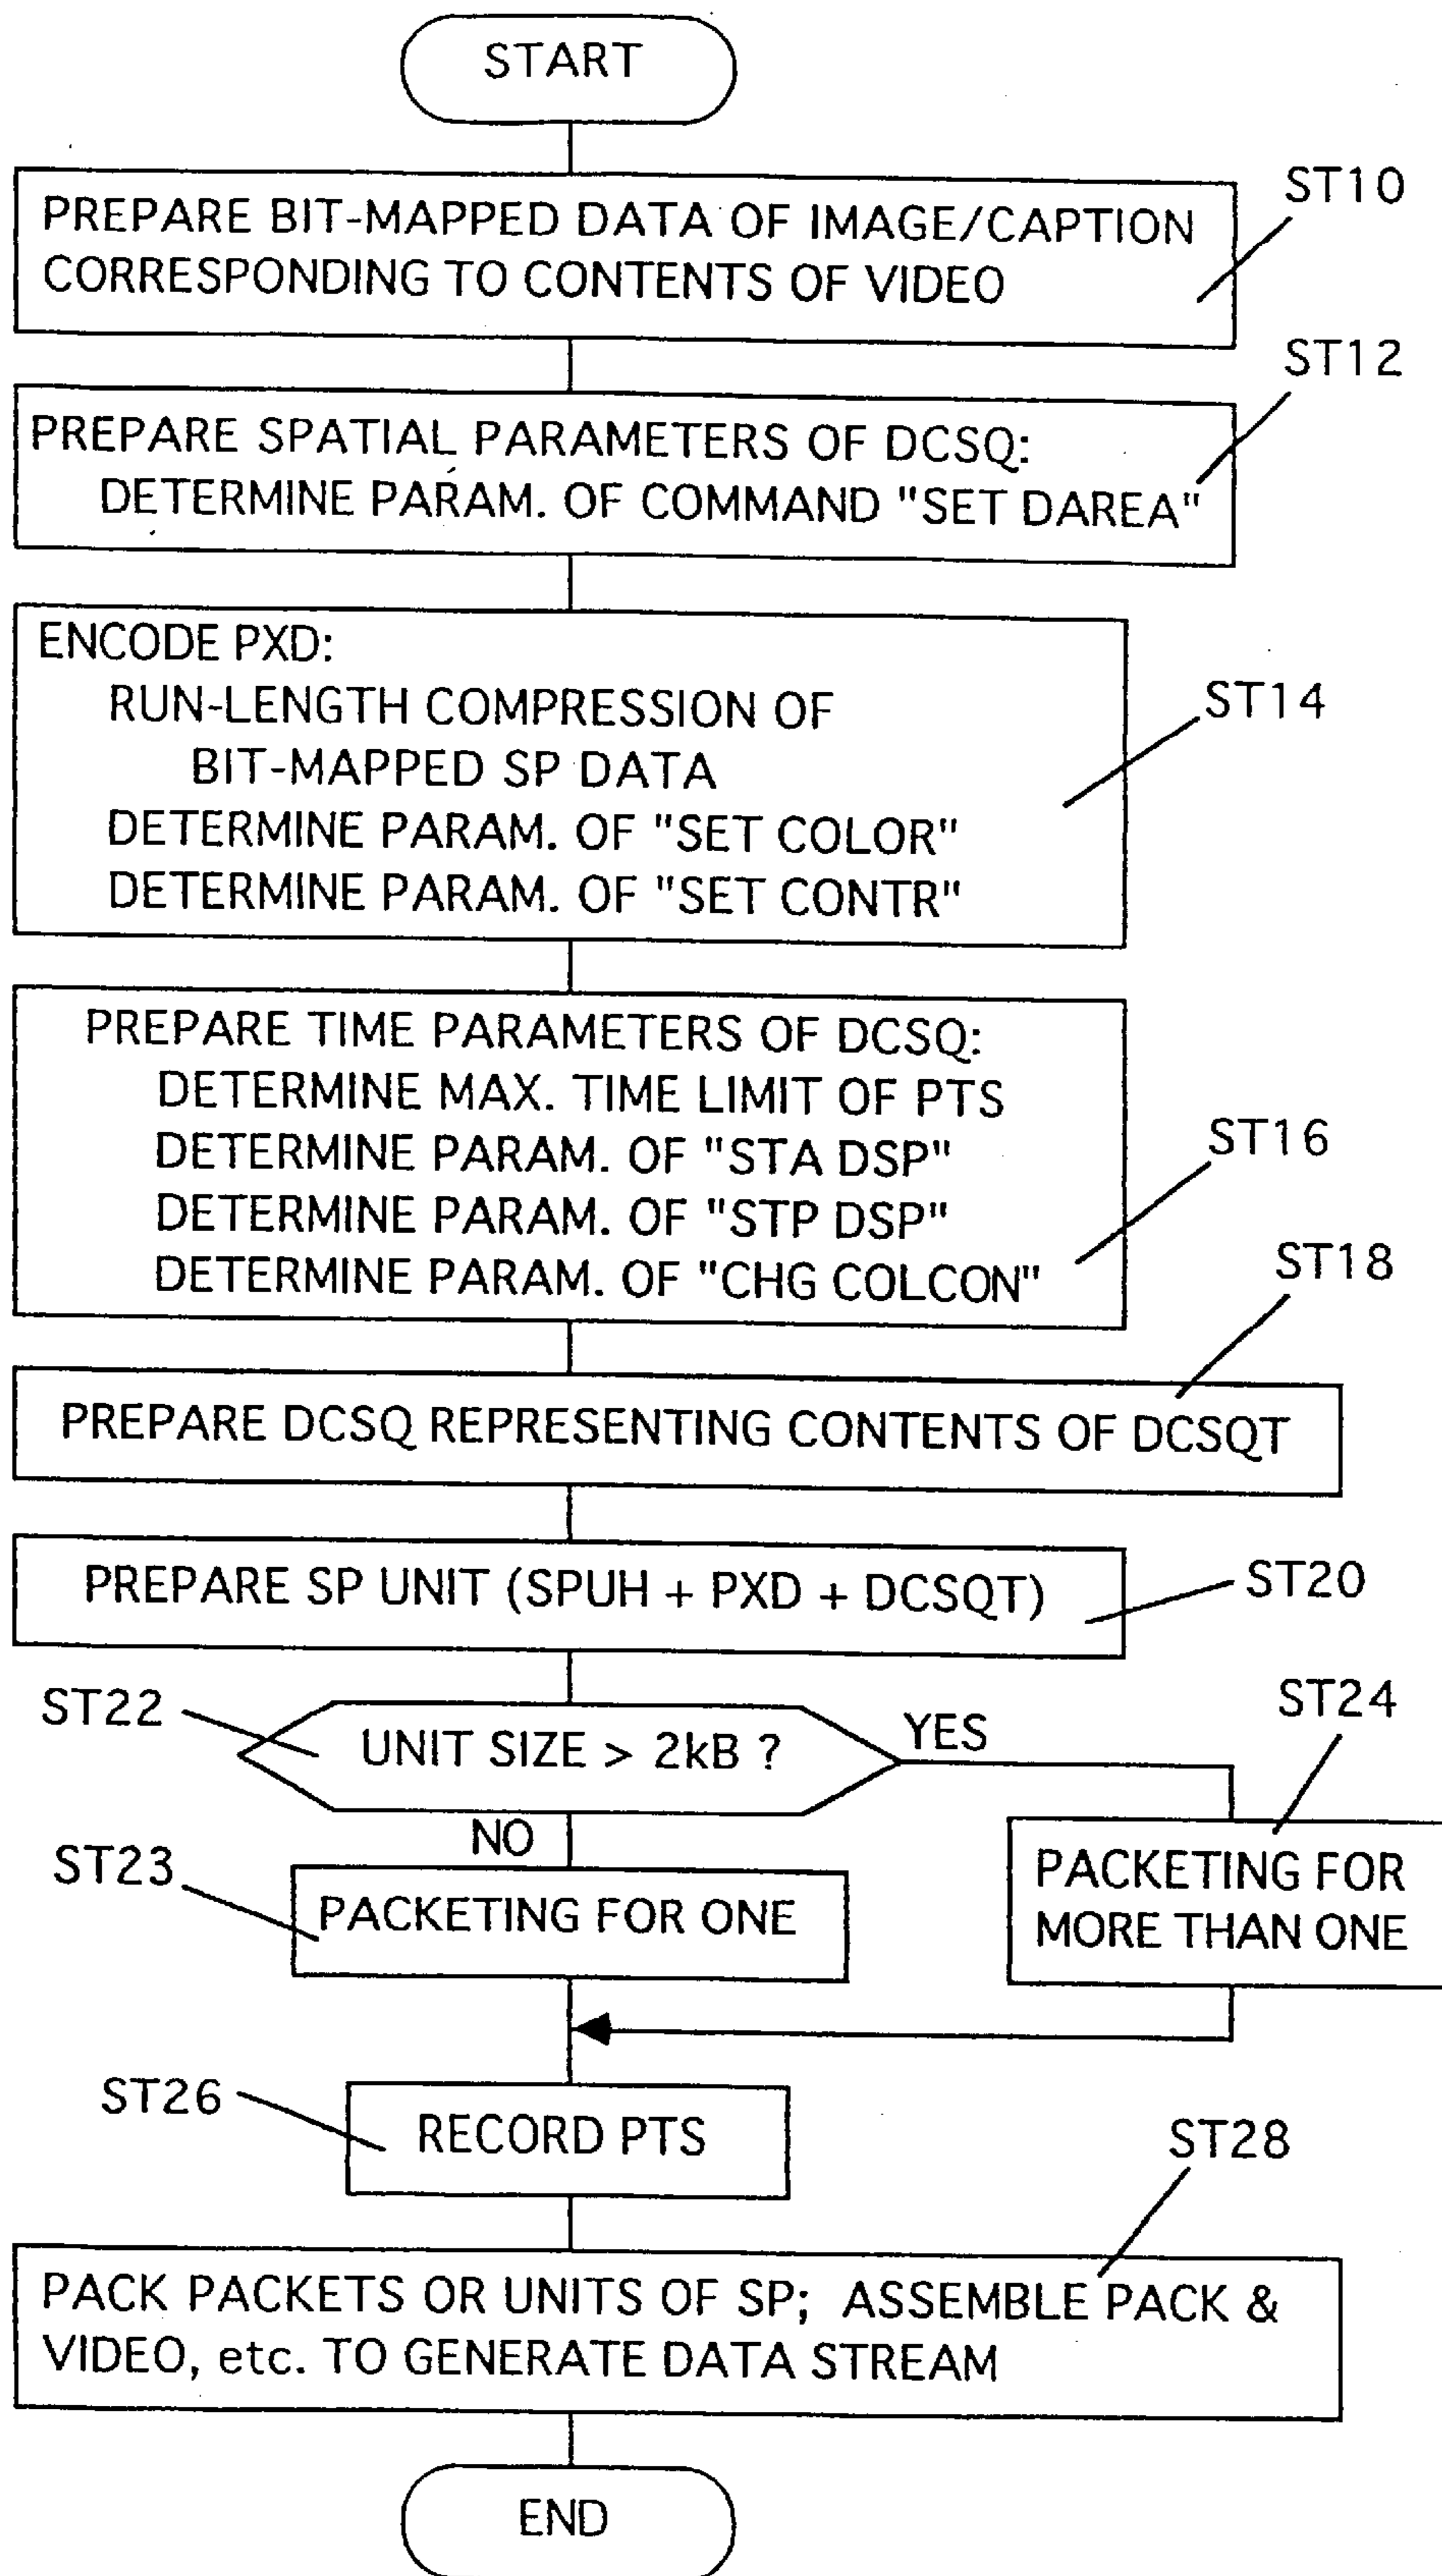 START
ST10
PREPARE BIT-MAPPED DATA OF IMAGE/CAPTION
CORRESPONDING TO CONTENTS OF VIDEO
ST12
PREPARE SPATIAL PARAMETERS OF DCSQ:
DETERMINE PARAM. OF COMMAND "SET DAREA"
ENCODE PXD:
RUN-LENGTH COMPRESSION OF
BIT-MAPPED SP DATA
DETERMINE PARAM. OF "SET COLOR"
DETERMINE PARAM. OF "SET CONTR"
ST14
PREPARE TIME PARAMETERS OF DCSQ:
DETERMINE MAX. TIME LIMIT OF PTS
DETERMINE PARAM. OF "STA DSP"
DETERMINE PARAM. OF "STP DSP"
DETERMINE PARAM. OF "CHG COLCON"
ST16
ST18
PREPARE DCSQ REPRESENTING CONTENTS OF DCSQT
PREPARE SP UNIT (SPUH + PXD + DCSQT)
ST20
ST22
UNIT SIZE > 2kB ?
YES
ST24
NO
ST23
PACKETING FOR ONE
PACKETING FOR
MORE THAN ONE
ST26
RECORD PTS
ST28
PACK PACKETS OR UNITS OF SP; ASSEMBLE PACK &
VIDEO, etc. TO GENERATE DATA STREAM
END